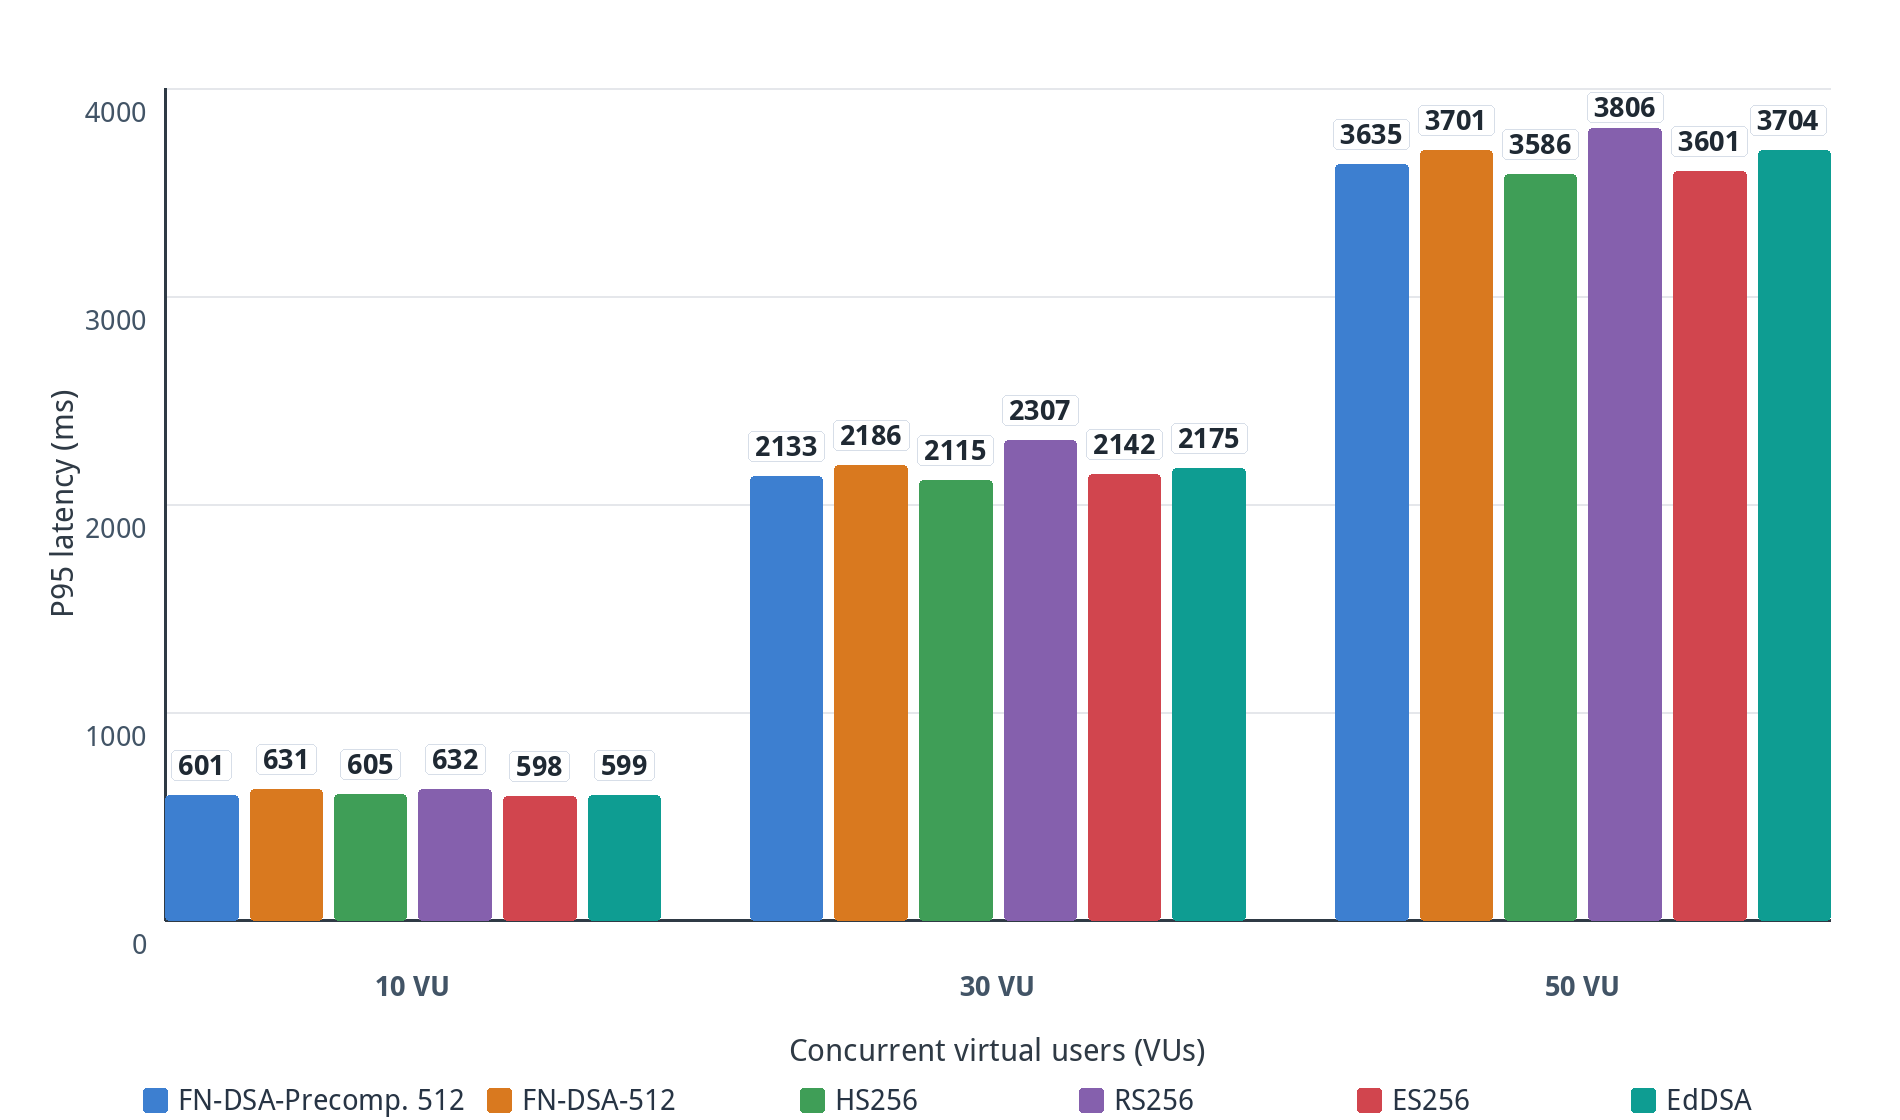 4000
3000
2000
1000
0
P95 latency (ms)
601
631
605
632
598
599
2133
2186
2115
2307
2142
2175
3635
3701
3586
3806
3601
3704
10 VU
30 VU
50 VU
Concurrent virtual users (VUs)
FN-DSA-Precomp. 512
FN-DSA-512
HS256
RS256
ES256
EdDSA